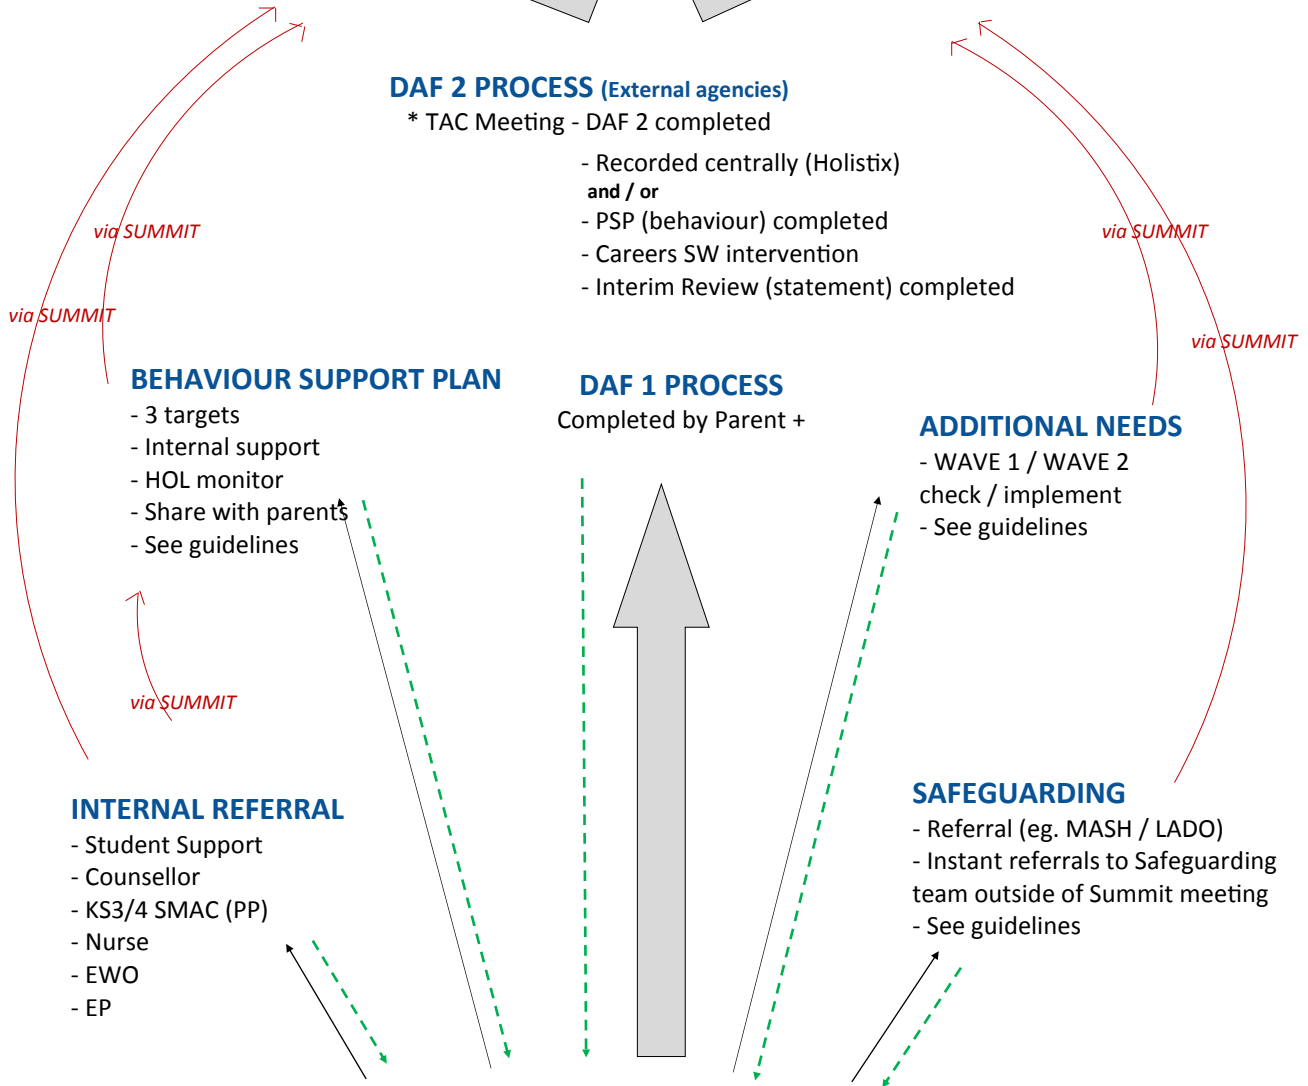 DAF 2 PROCESS (External agencies)
* TAC Meeting - DAF 2 completed
- Recorded centrally (Holistix)
and / or
- PSP (behaviour) completed
- Careers SW intervention
- Interim Review (statement) completed
via SUMMIT
via SUMMIT
via SUMMIT
via SUMMIT
BEHAVIOUR SUPPORT PLAN
- 3 targets
- Internal support
- HOL monitor
- Share with parents
- See guidelines
DAF 1 PROCESS
Completed by Parent +
ADDITIONAL NEEDS
- WAVE 1 / WAVE 2
check / implement
- See guidelines
via SUMMIT
INTERNAL REFERRAL
- Student Support
- Counsellor
- KS3/4 SMAC (PP)
- Nurse
- EWO
- EP
SAFEGUARDING
- Referral (eg. MASH / LADO)
- Instant referrals to Safeguarding
team outside of Summit meeting
- See guidelines